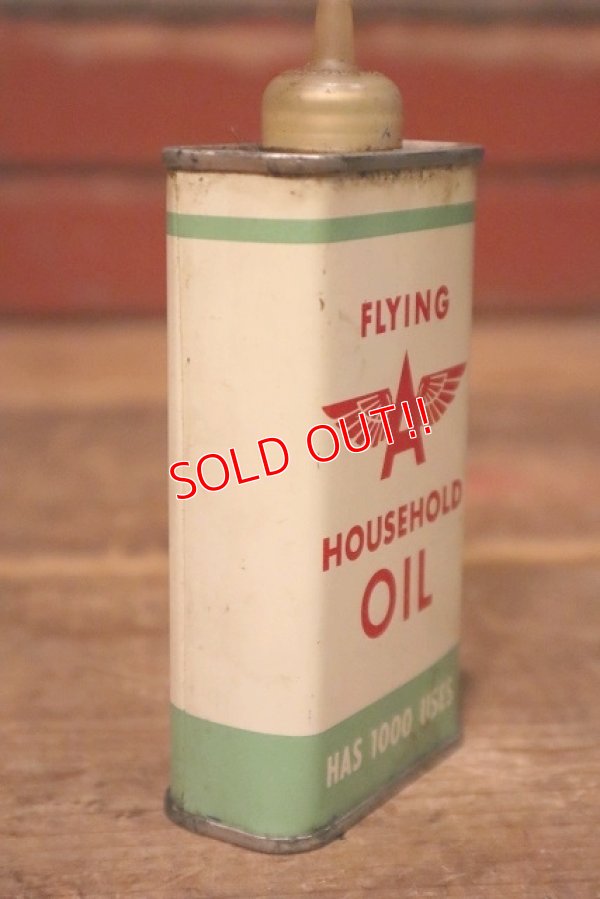 FLYING
A
SOLD OUT!!
HOUSEHOLD
OIL
HAS 1000 USES